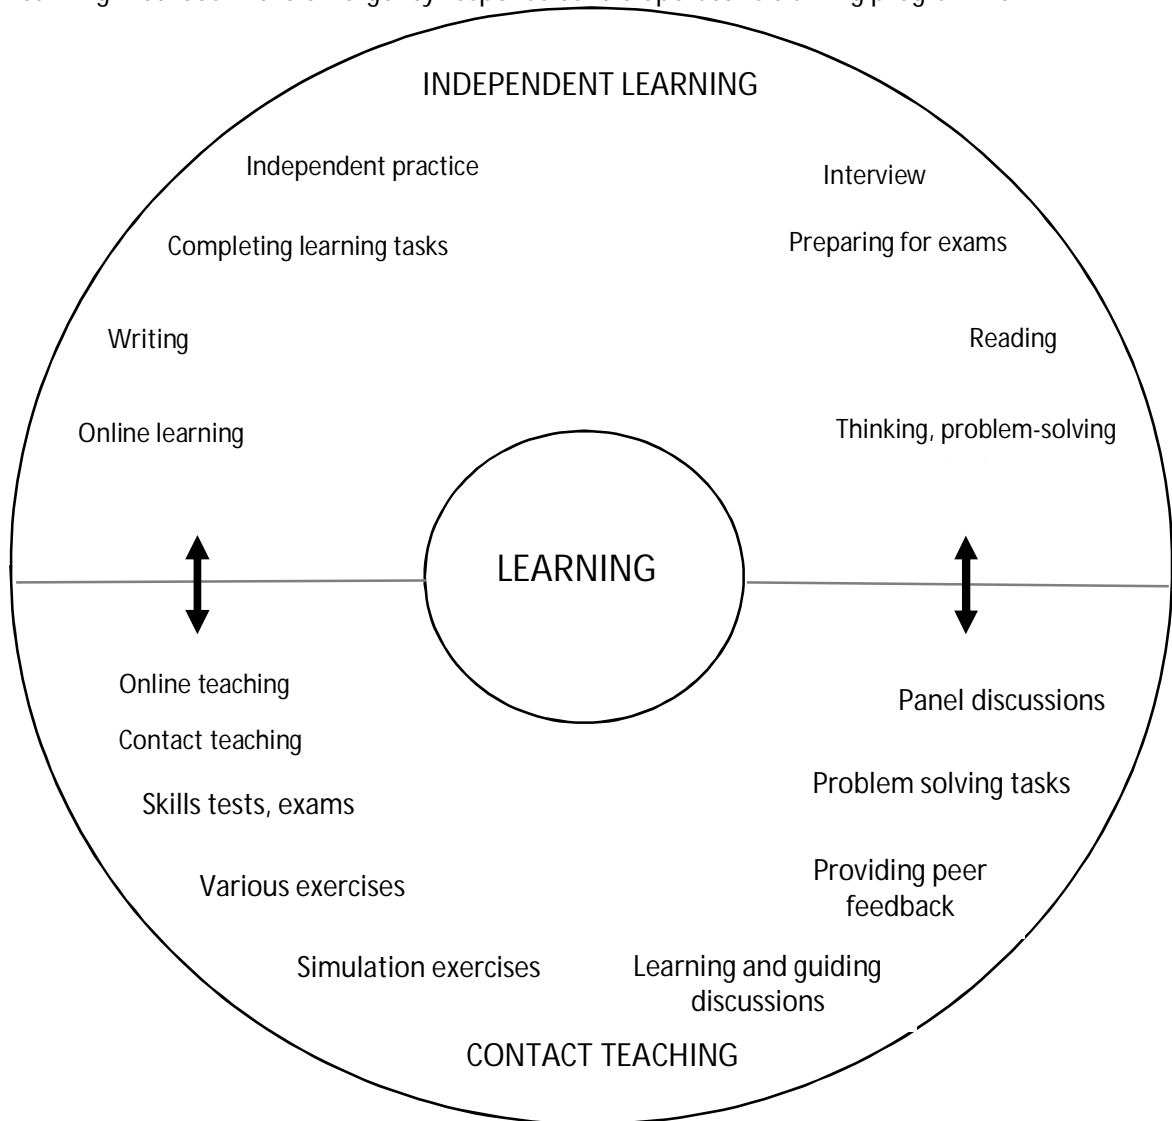 INDEPENDENT LEARNING
Independent practice
Interview
Completing learning tasks
Preparing for exams
Writing
Reading
Online learning
Thinking, problem-solving
LEARNING
Online teaching
Panel discussions
Contact teaching
Problem solving tasks
Skills tests, exams
Providing peer
feedback
Various exercises
Simulation exercises
Learning and guiding
discussions
CONTACT TEACHING